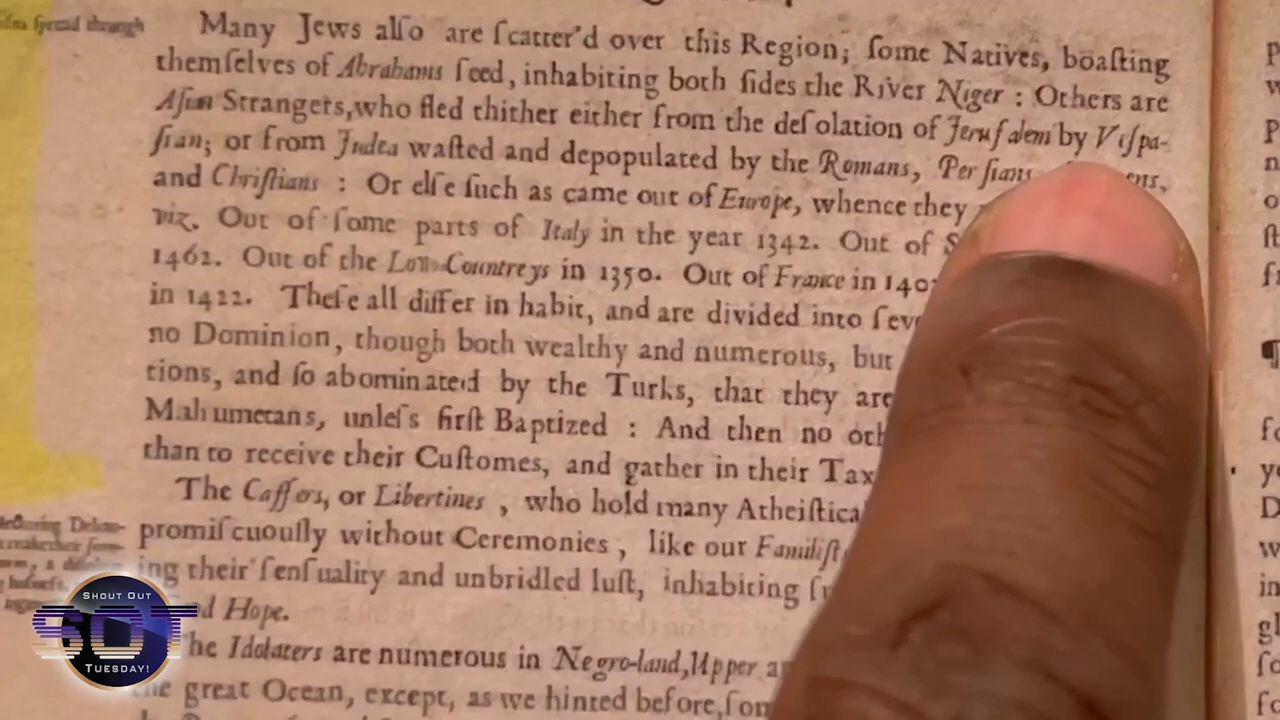 spread through
Many Jews alſo are ſcatter'd over this Region; ſome Natives, boaſting
themſelves of Abrahams ſeed, inhabiting both ſides the River Niger : Others are
Aſian Strangers, who fled thither either from the deſolation of Jeruſalem by Veſpa-
ſian; or from Judea waſted and depopulated by the Romans, Perſians
and Chriſtians : Or elſe ſuch as came out of Europe, whence they
viz. Out of ſome parts of Italy in the year 1342. Out of
1462. Out of the Low-Countreys in 1350. Out of France in
in 1422. Theſe all differ in habit, and are divided into
no Dominion, though both wealthy and numerous, but
tions, and ſo abominated by the Turks, that they are
Mahumetans, unleſs firſt Baptized : And then no
than to receive their Cuſtomes, and gather in their
The Caffers, or Libertines , who hold many
promiſcuouſly without Ceremonies , like our
ing their ſenſuality and unbridled luſt, inhabiting
Hope.
Idolaters are numerous in Negro-land, Upper
great Ocean, except, as we hinted before,
Shout Out
SOT
Tuesday!